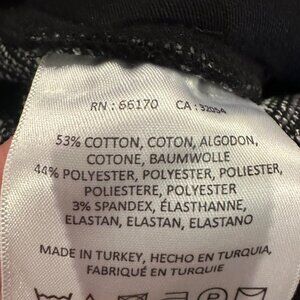 RN : 66170 CA : 32054
53% COTTON, COTON, ALGODON,
COTONE, BAUMWOLLE
44% POLYESTER, POLYESTER, POLIESTER,
POLIESTERE, POLYESTER
3% SPANDEX, ÉLASTHANNE,
ELASTAN, ELASTAN, ELASTANO
MADE IN TURKEY, HECHO EN TURQUIA,
FABRIQUÉ EN TURQUIE